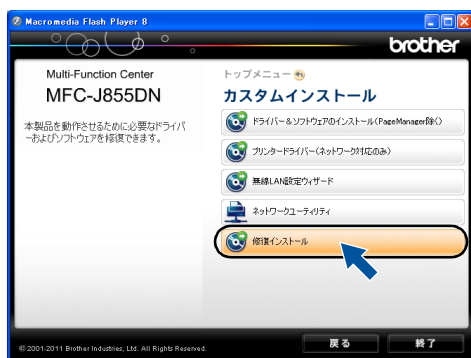 Macromedia Flash Player 8
brother
Multi-Function Center
MFC-J855DN
本製品を動作させるために必要なドライバ
ーおよびソフトウェアを修復できます。
トップメニュー
カスタムインストール
ドライバー＆ソフトウェアのインストール(PageManager除く)
プリンタードライバー(ネットワーク対応のみ)
無線LAN設定ウィザード
ネットワークユーティリティ
修復インストール
© 2001-2011 Brother Industries, Ltd. All Rights Reserved.
戻る
終了